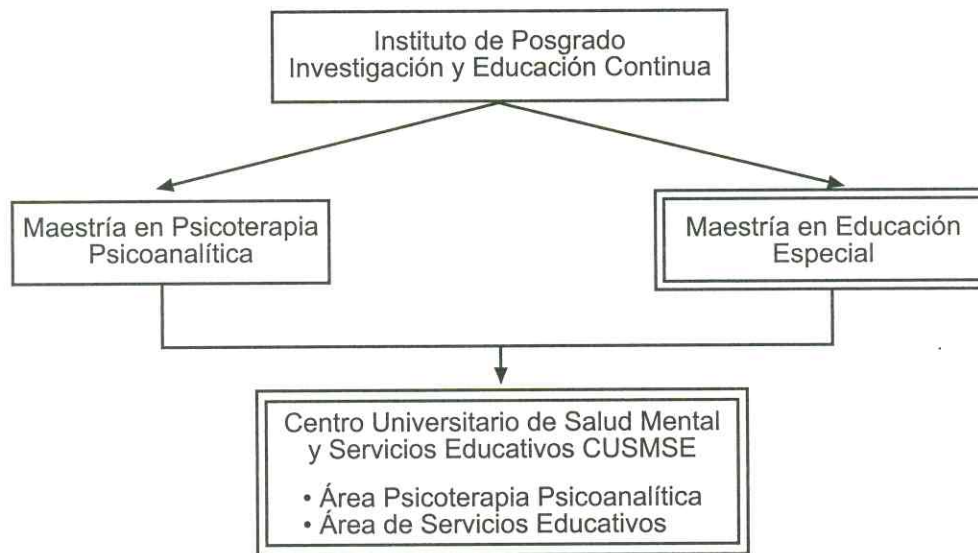 Instituto de Posgrado
Investigación y Educación Continua
Maestría en Psicoterapia
Psicoanalítica
Maestría en Educación
Especial
Centro Universitario de Salud Mental
y Servicios Educativos CUSMSE
• Área Psicoterapia Psicoanalítica
• Área de Servicios Educativos